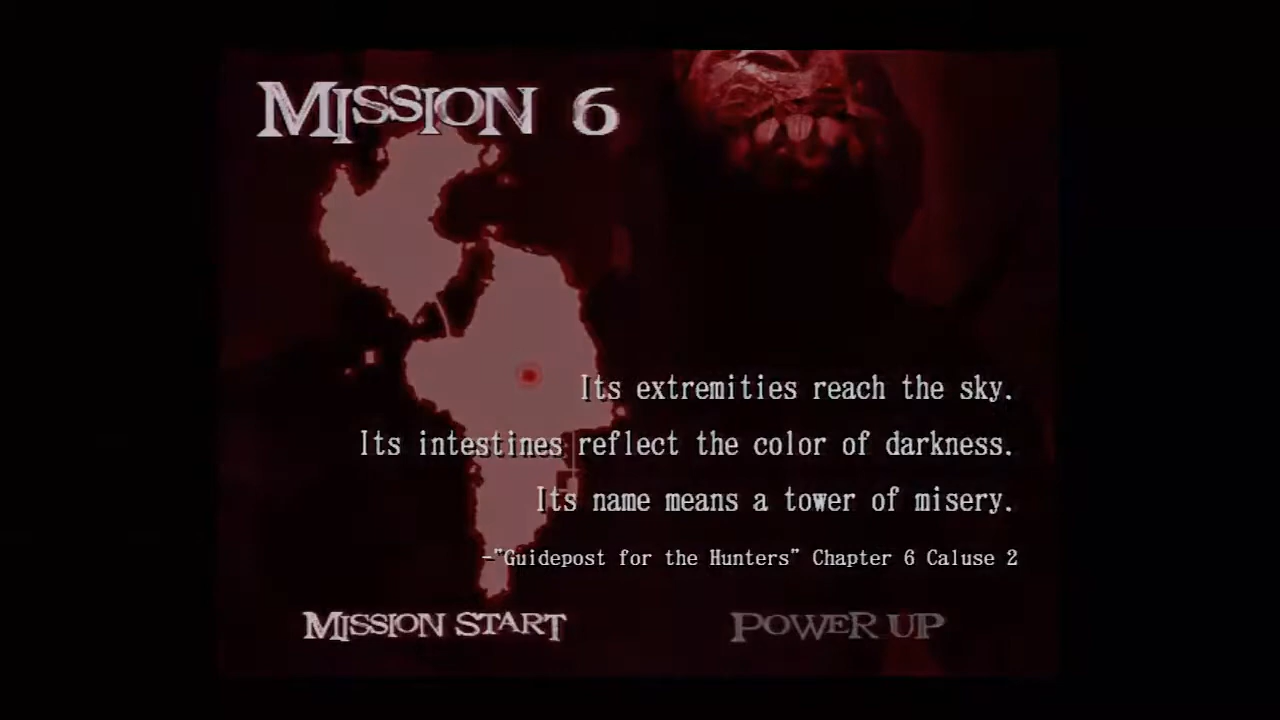 Mission 6
Its extremities reach the sky.
Its intestines reflect the color of darkness.
Its name means a tower of misery.
-"Guidepost for the Hunters" Chapter 6 Caluse 2
Mission Start
Power Up